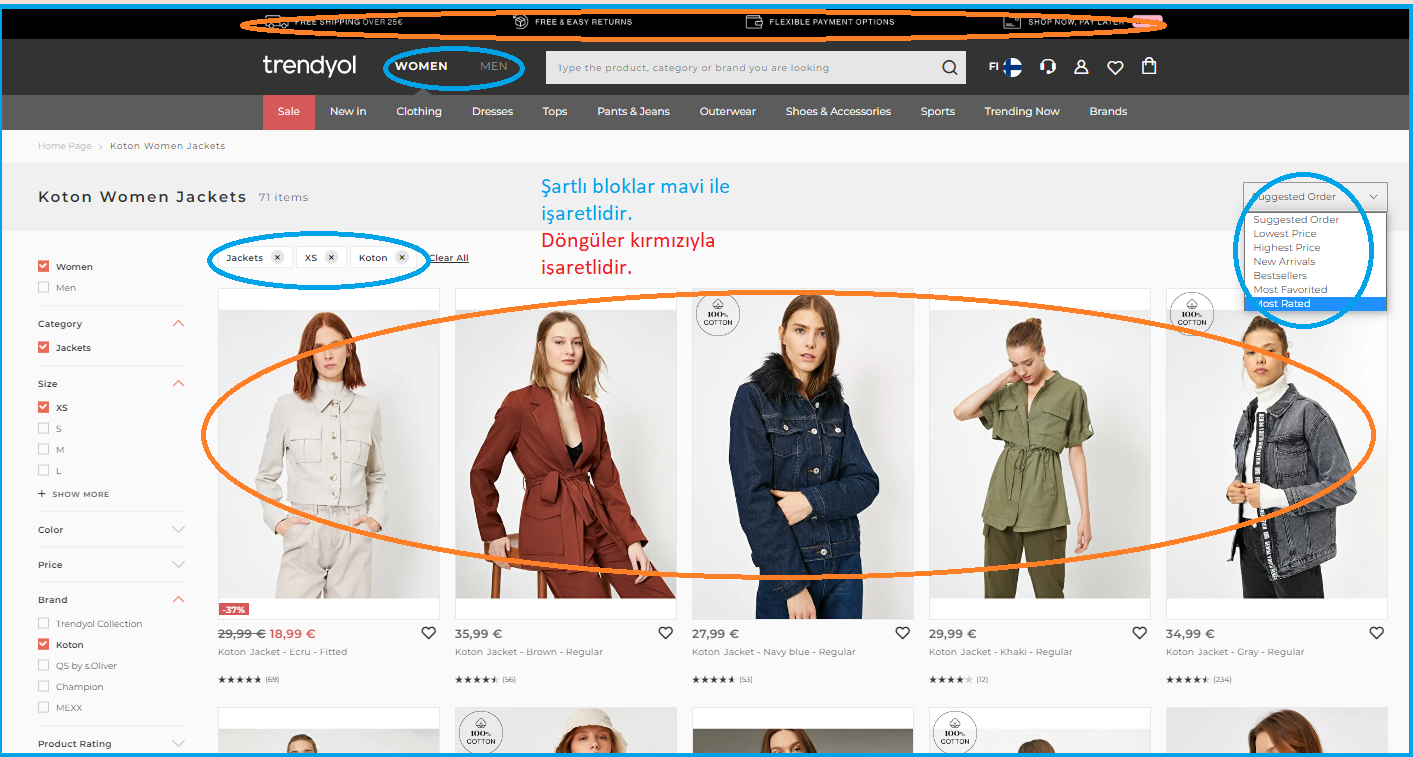 FREE SHIPPING OVER 25€ FREE & EASY RETURNS FLEXIBLE PAYMENT OPTIONS SHOP NOW, PAY LATER
trendyol WOMEN MEN Type the product, category or brand you are looking FI
Sale New in Clothing Dresses Tops Pants & Jeans Outerwear Shoes & Accessories Sports Trending Now Brands
Home Page > Koton Women Jackets
Koton Women Jackets 71 items
Şartlı bloklar mavi ile
işaretlidir.
Döngüler kırmızıyla
işaretlidir.
Suggested Order
Suggested Order
Lowest Price
Highest Price
New Arrivals
Bestsellers
Most Favorited
Most Rated
Jackets × XS × Koton × Clear All
Women
Men
Category
Jackets
Size
XS
S
M
L
+ SHOW MORE
Color
Price
Brand
Trendyol Collection
Koton
QS by s.Oliver
Champion
MEXX
Product Rating
100% COTTON
100% COTTON
-37%
29,99 € 18,99 €
Koton Jacket - Ecru - Fitted
(69)
35,99 €
Koton Jacket - Brown - Regular
(56)
27,99 €
Koton Jacket - Navy blue - Regular
(53)
29,99 €
Koton Jacket - Khaki - Regular
(12)
34,99 €
Koton Jacket - Gray - Regular
(234)
100% COTTON
100% COTTON